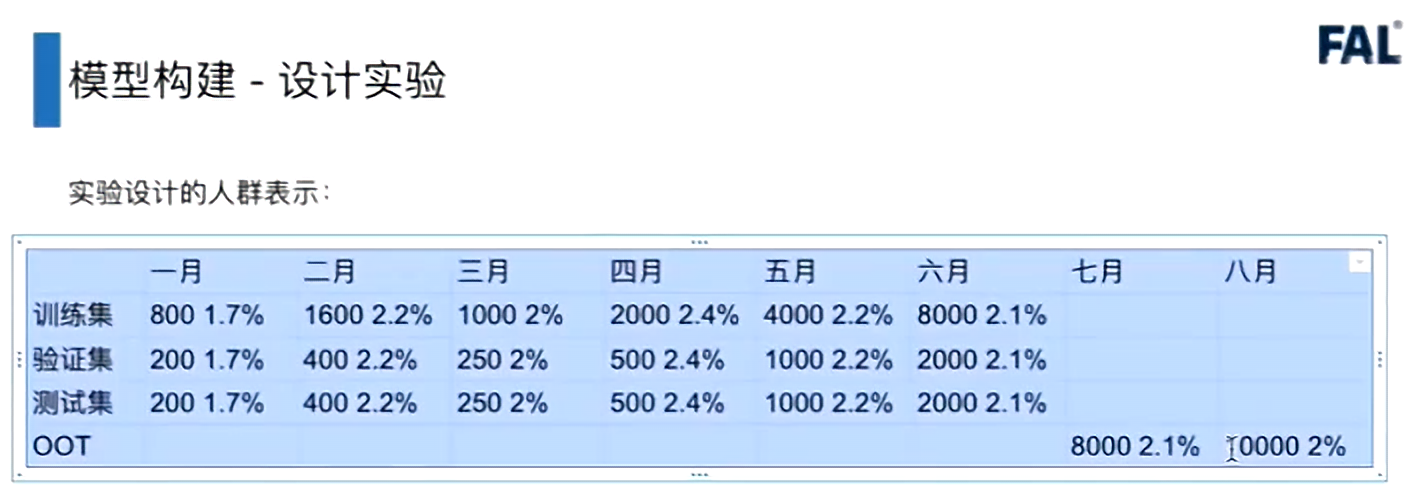 FAL®
模型构建 - 设计实验
实验设计的人群表示：
一月 二月 三月 四月 五月 六月 七月 八月
训练集 800 1.7% 1600 2.2% 1000 2% 2000 2.4% 4000 2.2% 8000 2.1%
验证集 200 1.7% 400 2.2% 250 2% 500 2.4% 1000 2.2% 2000 2.1%
测试集 200 1.7% 400 2.2% 250 2% 500 2.4% 1000 2.2% 2000 2.1%
OOT 8000 2.1% 10000 2%